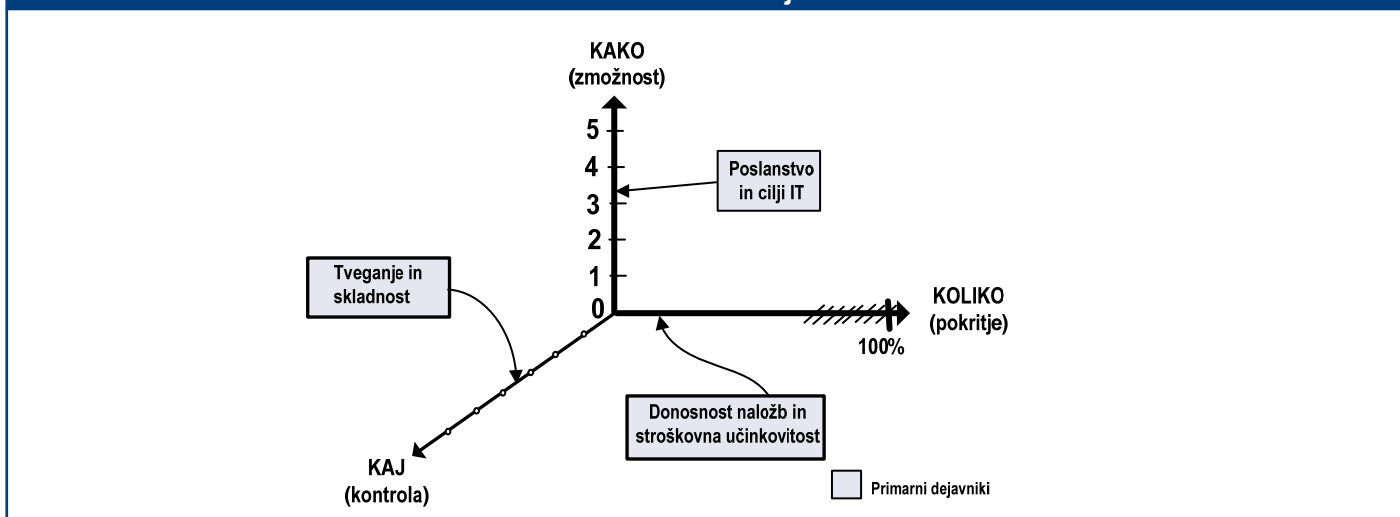 KAKO
(zmožnost)
5
4
3
2
1
0
Poslanstvo
in cilji IT
Tveganje in
skladnost
KOLIKO
(pokritje)
100%
Donosnost naložb in
stroškovna učinkovitost
KAJ
(kontrola)
Primarni dejavniki